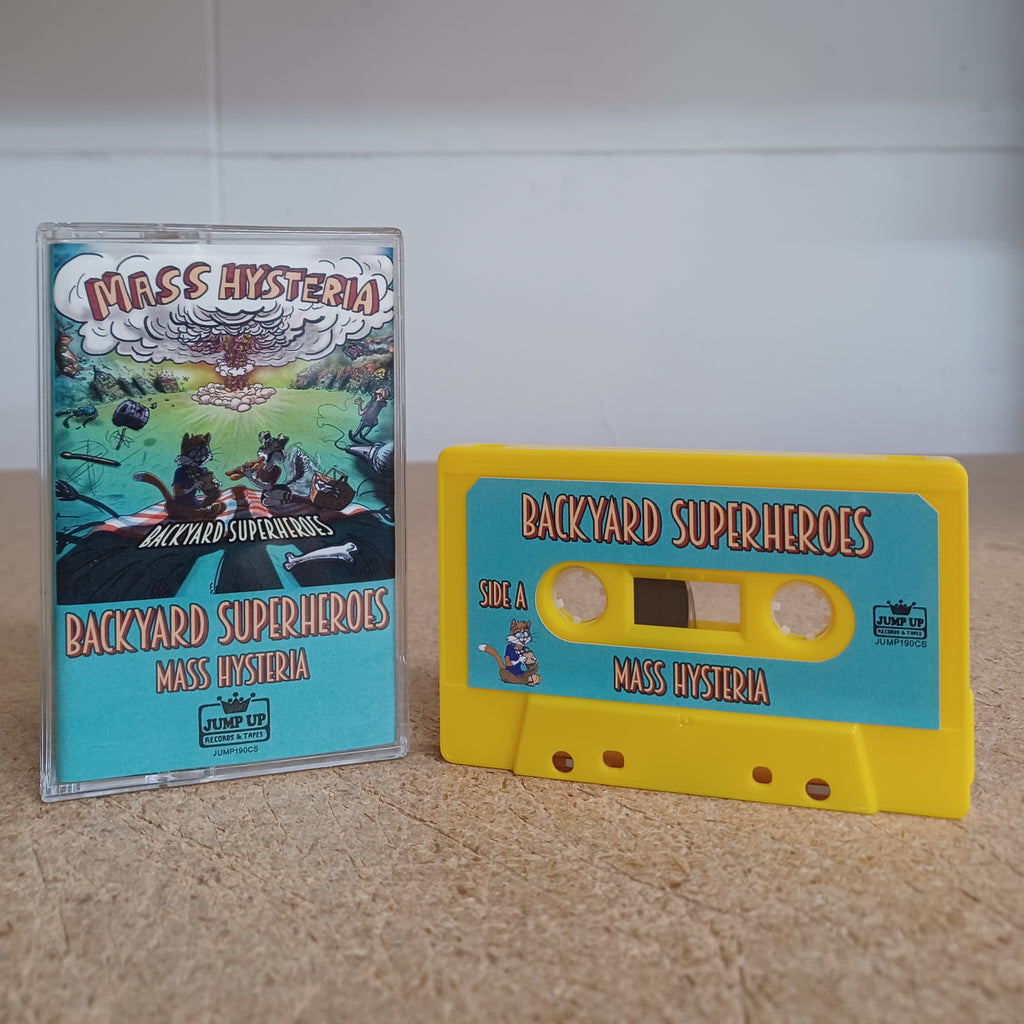 MASS HYSTERIA
BACKYARD SUPERHEROES
BACKYARD SUPERHEROES
MASS HYSTERIA
JUMP UP
RECORDS & TAPES
JUMP190CS
BACKYARD SUPERHEROES
SIDE A
JUMP UP
RECORDS & TAPES
JUMP190CS
MASS HYSTERIA